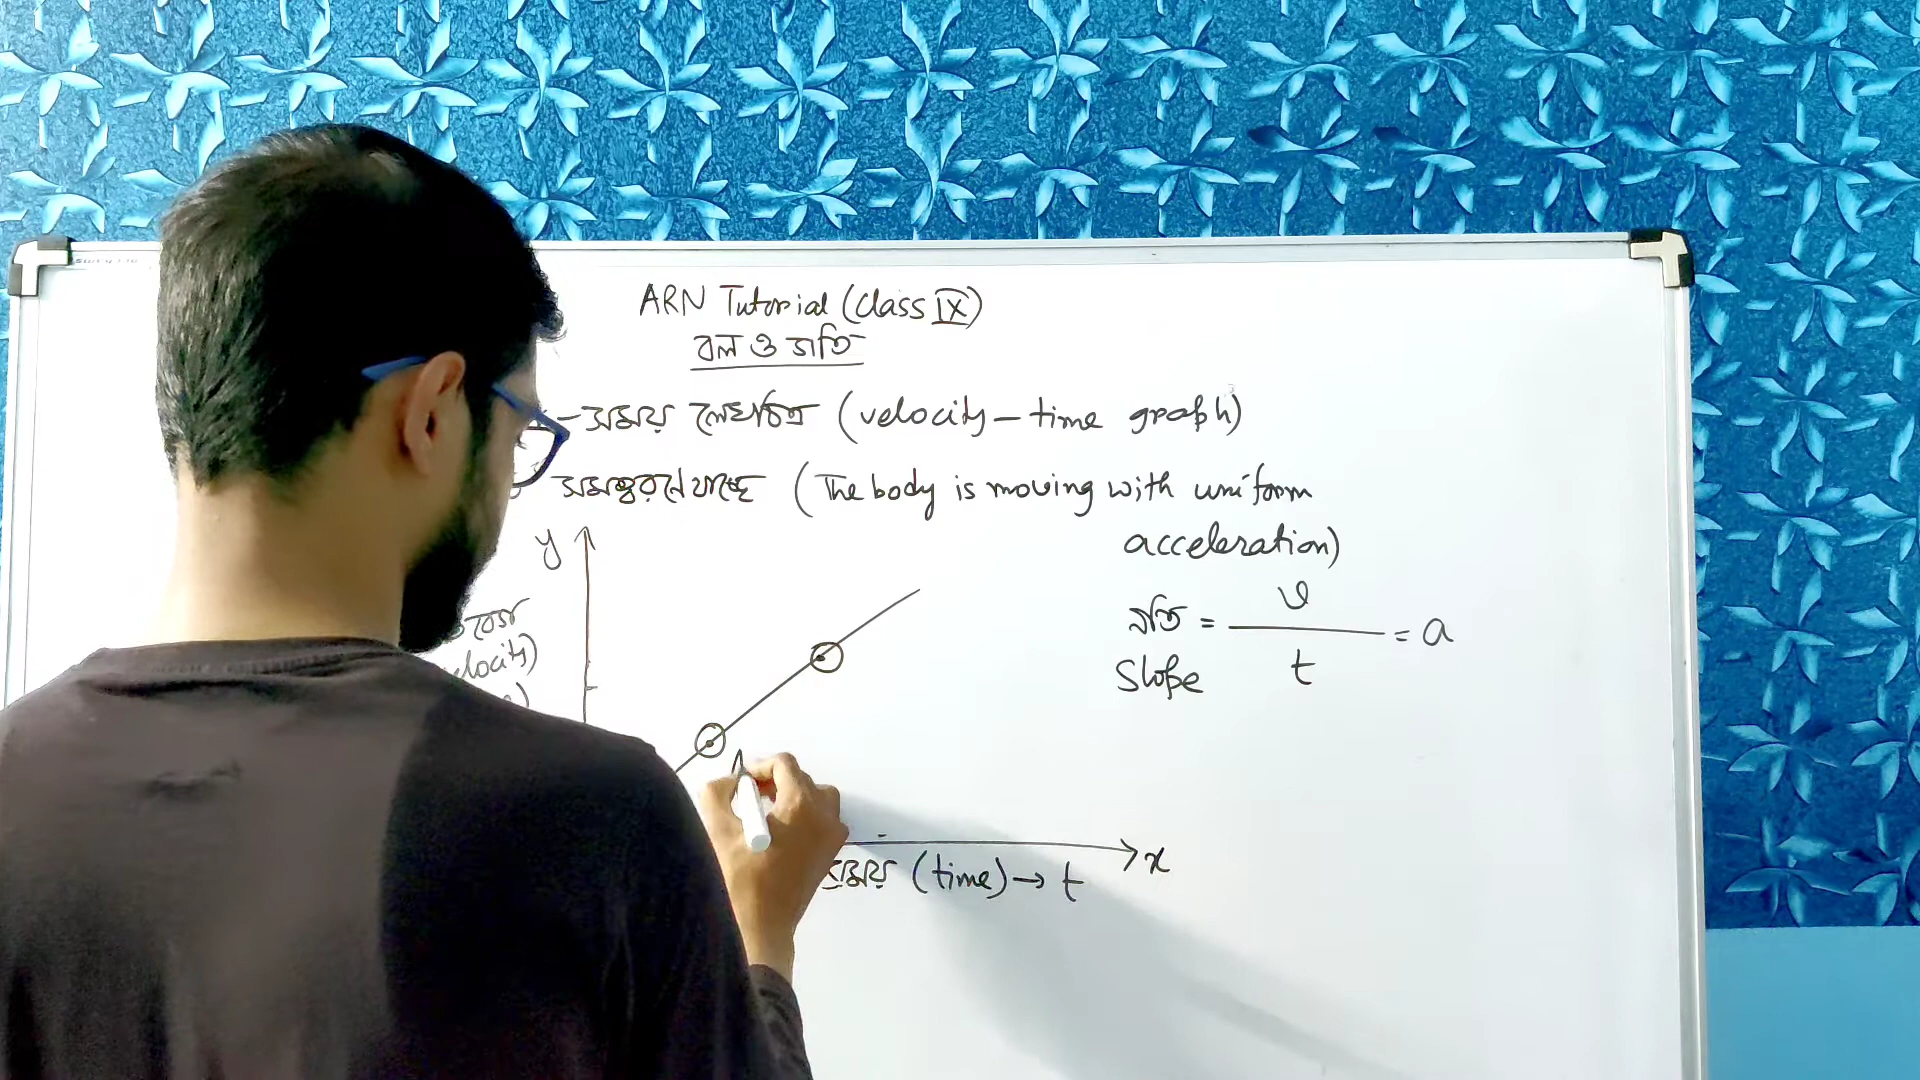 ARN Tutorial (Class IX)
বল ও গতি
-সময় লেখচিত্র (velocity-time graph)
সমত্বরণে যাচ্ছে (The body is moving with uniform
acceleration)
y
নতি = v / t = a
Slope
বেগ
elocity)
সময় (time) → t
x